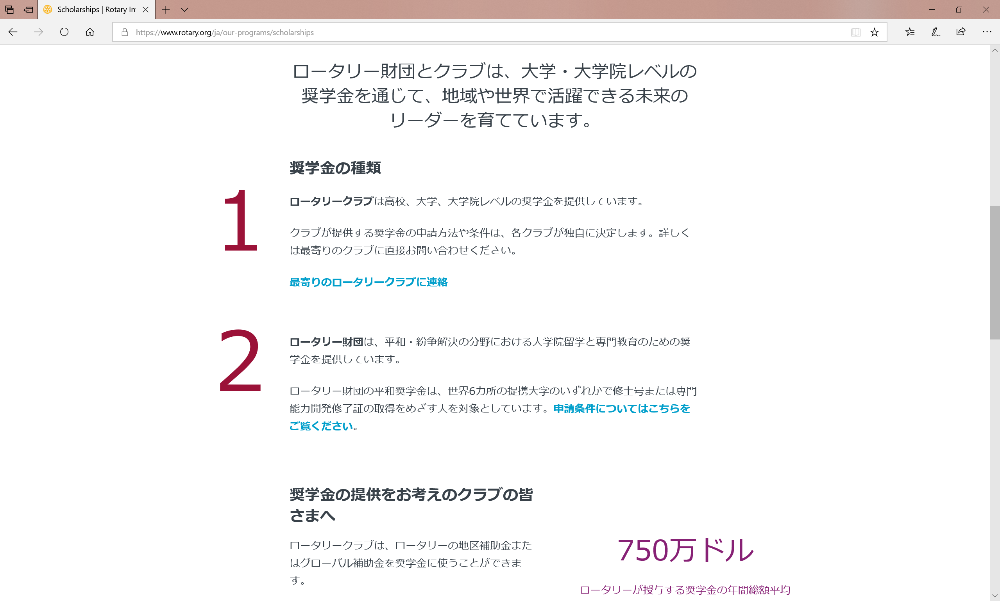 Scholarships | Rotary In
https://www.rotary.org/ja/our-programs/scholarships
ロータリー財団とクラブは、大学・大学院レベルの
奨学金を通じて、地域や世界で活躍できる未来の
リーダーを育てています。
奨学金の種類
1
ロータリークラブは高校、大学、大学院レベルの奨学金を提供しています。
クラブが提供する奨学金の申請方法や条件は、各クラブが独自に決定します。詳しく
は最寄りのクラブに直接お問い合わせください。
最寄りのロータリークラブに連絡
2
ロータリー財団は、平和・紛争解決の分野における大学院留学と専門教育のための奨
学金を提供しています。
ロータリー財団の平和奨学金は、世界6カ所の提携大学のいずれかで修士号または専門
能力開発修了証の取得をめざす人を対象としています。申請条件についてはこちらを
ご覧ください。
奨学金の提供をお考えのクラブの皆
さまへ
ロータリークラブは、ロータリーの地区補助金また
はグローバル補助金を奨学金に使うことができま
す。
750万ドル
ロータリーが授与する奨学金の年間総額平均